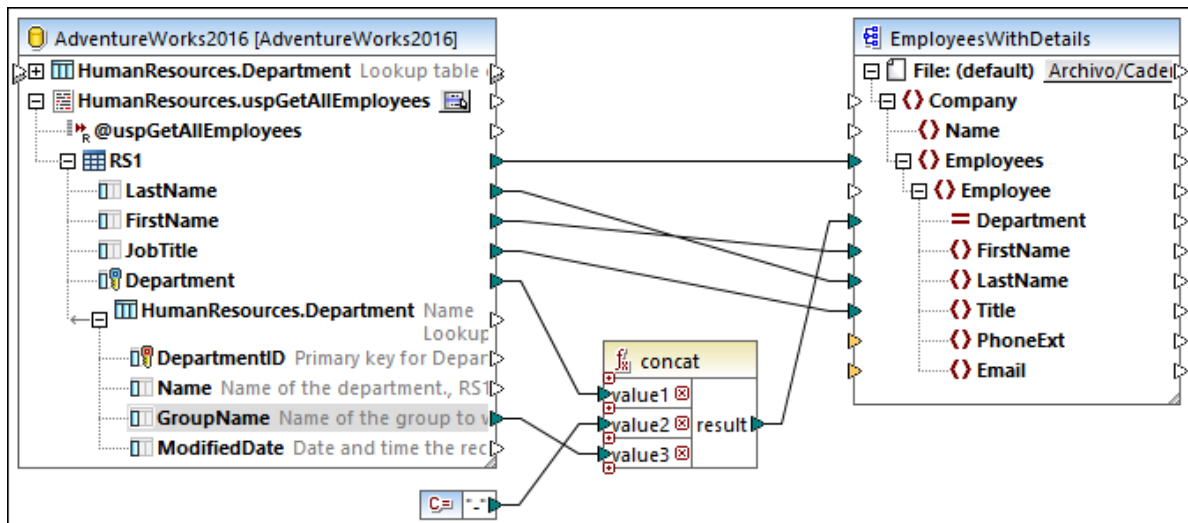 AdventureWorks2016 [AdventureWorks2016]
HumanResources.Department Lookup table
HumanResources.uspGetAllEmployees
R @uspGetAllEmployees
RS1
LastName
FirstName
JobTitle
Department
HumanResources.Department Name
Lookup
DepartmentID Primary key for Depar
Name Name of the department., RS1
GroupName Name of the group to w
ModifiedDate Date and time the rec
C= "-"
fx concat
value1
value2 result
value3
EmployeesWithDetails
File: (default) Archivo/Cader
Company
Name
Employees
Employee
Department
FirstName
LastName
Title
PhoneExt
Email